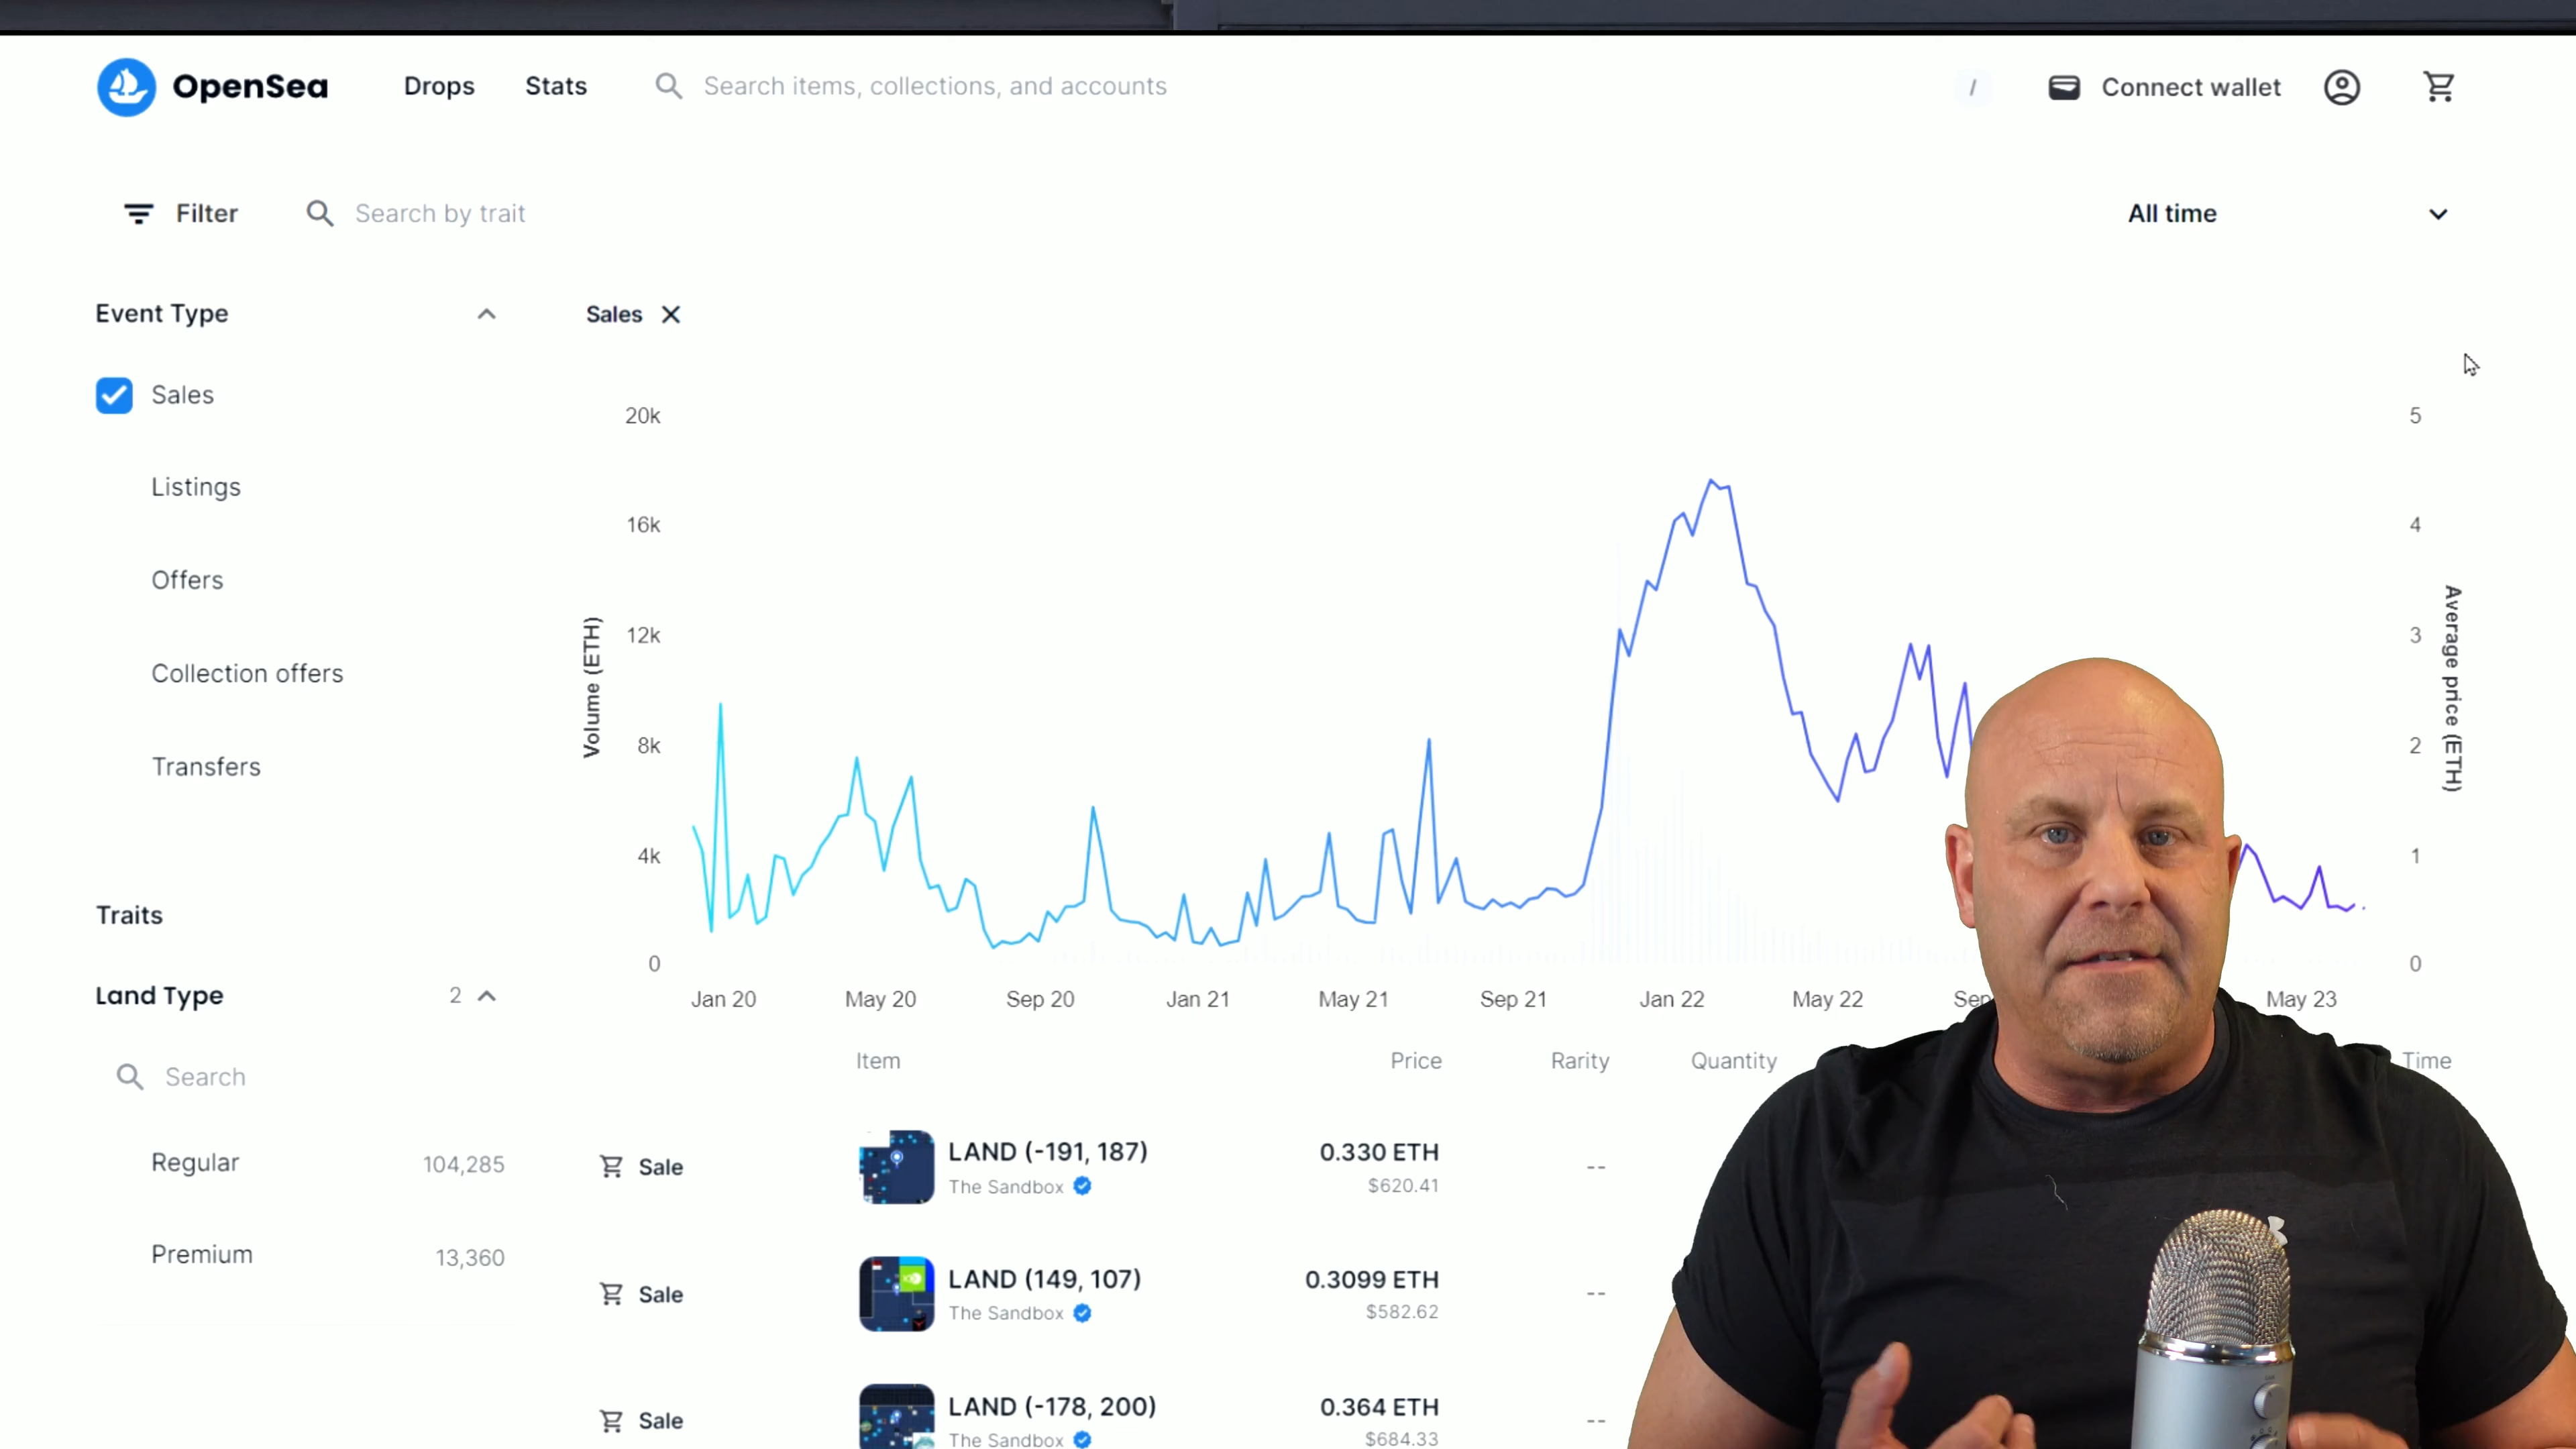 OpenSea Drops Stats Search items, collections, and accounts / Connect wallet
Filter Search by trait All time
Event Type
Sales
Listings
Offers
Collection offers
Transfers
Traits
Land Type 2
Search
Regular 104,285
Premium 13,360
Sales
Volume (ETH)
20k
16k
12k
8k
4k
0
5
4
3
2
1
0
Average price (ETH)
Jan 20 May 20 Sep 20 Jan 21 May 21 Sep 21 Jan 22 May 22 Sep May 23
Item Price Rarity Quantity Time
Sale LAND (-191, 187) 0.330 ETH --
The Sandbox $620.41
Sale LAND (149, 107) 0.3099 ETH --
The Sandbox $582.62
Sale LAND (-178, 200) 0.364 ETH --
The Sandbox $684.33